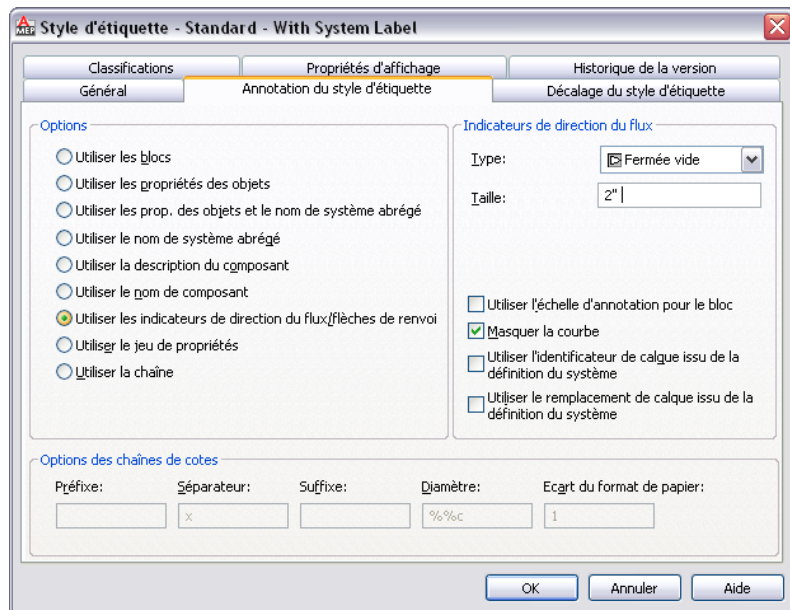 MEP
Style d'étiquette - Standard - With System Label
Classifications
Propriétés d'affichage
Historique de la version
Général
Annotation du style d'étiquette
Décalage du style d'étiquette
Options
Utiliser les blocs
Utiliser les propriétés des objets
Utiliser les prop. des objets et le nom de système abrégé
Utiliser le nom de système abrégé
Utiliser la description du composant
Utiliser le nom de composant
Utiliser les indicateurs de direction du flux/flèches de renvoi
Utiliser le jeu de propriétés
Utiliser la chaîne
Indicateurs de direction du flux
Type:
Fermée vide
Taille:
2"
Utiliser l'échelle d'annotation pour le bloc
Masquer la courbe
Utiliser l'identificateur de calque issu de la
définition du système
Utiliser le remplacement de calque issu de la
définition du système
Options des chaînes de cotes
Préfixe:
Séparateur:
Suffixe:
Diamètre:
Ecart du format de papier:
x
%%c
1
OK
Annuler
Aide